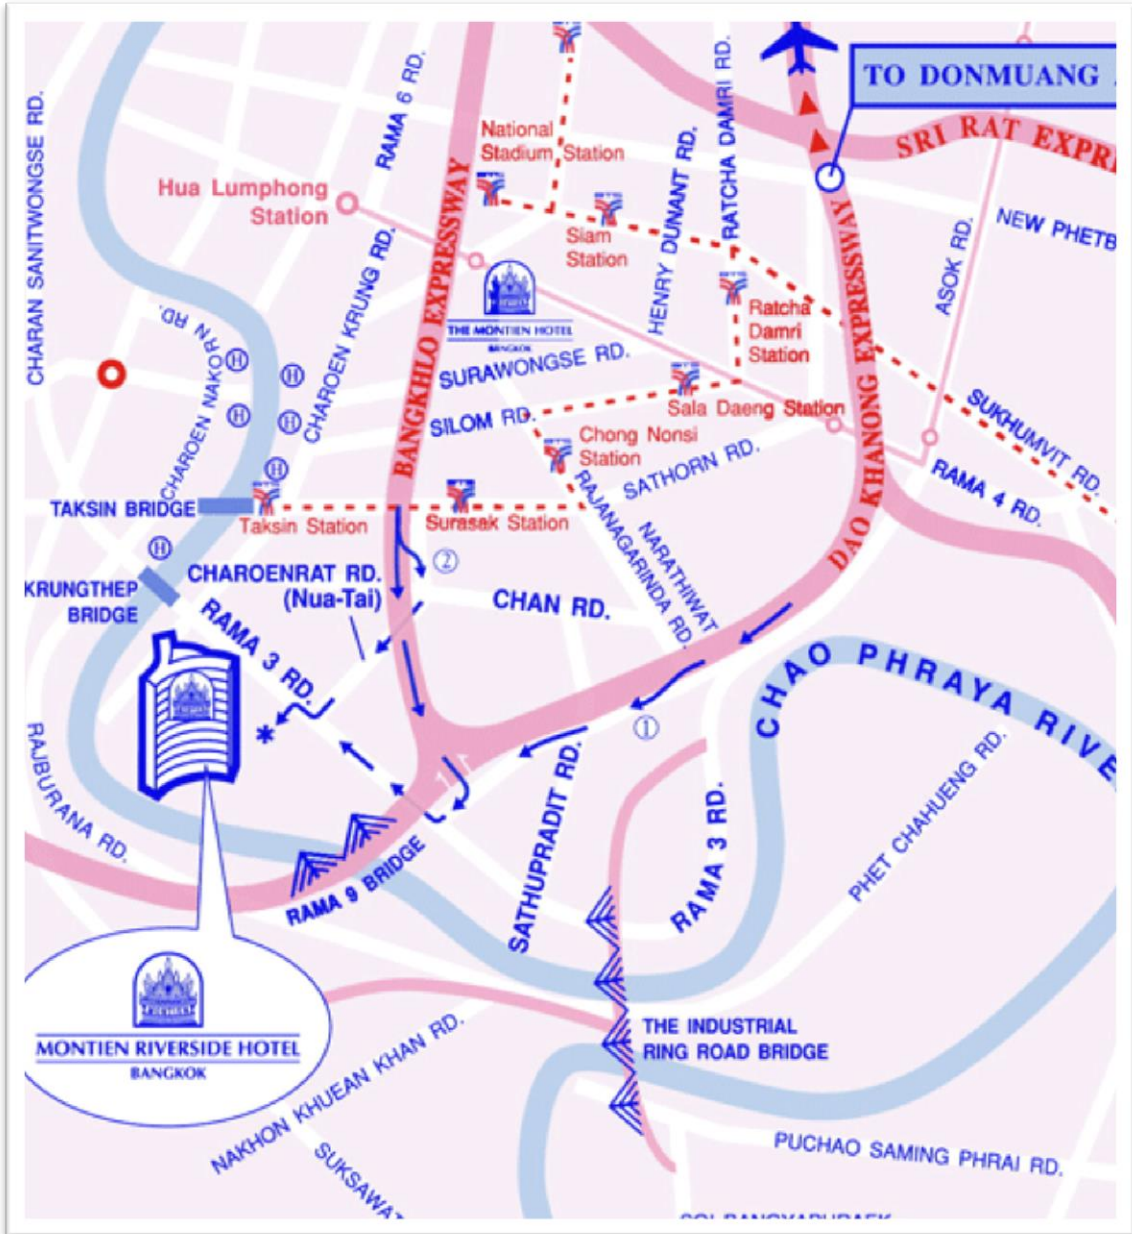 TO DONMUANG
SRI RAT EXPRE
RAMA 6 RD.
RATCHA DAMRI RD.
CHARAN SANITWONGSE RD.
National
Stadium Station
HENRY DUNANT RD.
Hua Lumphong
Station
BANGKHLO EXPRESSWAY
Siam
Station
NEW PHETB
ASOK RD.
DAO KHANONG EXPRESSWAY
CHAROEN KRUNG RD.
THE MONTIEN HOTEL
BANGKOK
Ratcha
Damri
Station
CHAROEN NAKORN RD.
H
H
H
H
H
H
SURAWONGSE RD.
SILOM RD.
Sala Daeng Station
SUKHUMVIT RD.
Chong Nonsi
Station
SATHORN RD.
RAMA 4 RD.
TAKSIN BRIDGE
Taksin Station
Surasak Station
RAJANAGARINDA RD.
NARATHIWAT
KRUNGTHEP
BRIDGE
CHAROENRAT RD.
(Nua-Tai)
2
CHAN RD.
RAMA 3 RD.
CHAO PHRAYA RIVE
1
RAJBURANA RD.
SATHUPRADIT RD.
RAMA 3 RD.
PHET CHAHUENG RD.
RAMA 9 BRIDGE
MONTIEN
MONTIEN RIVERSIDE HOTEL
BANGKOK
THE INDUSTRIAL
RING ROAD BRIDGE
NAKHON KHUEAN KHAN RD.
SUKSAWAT
PUCHAO SAMING PHRAI RD.